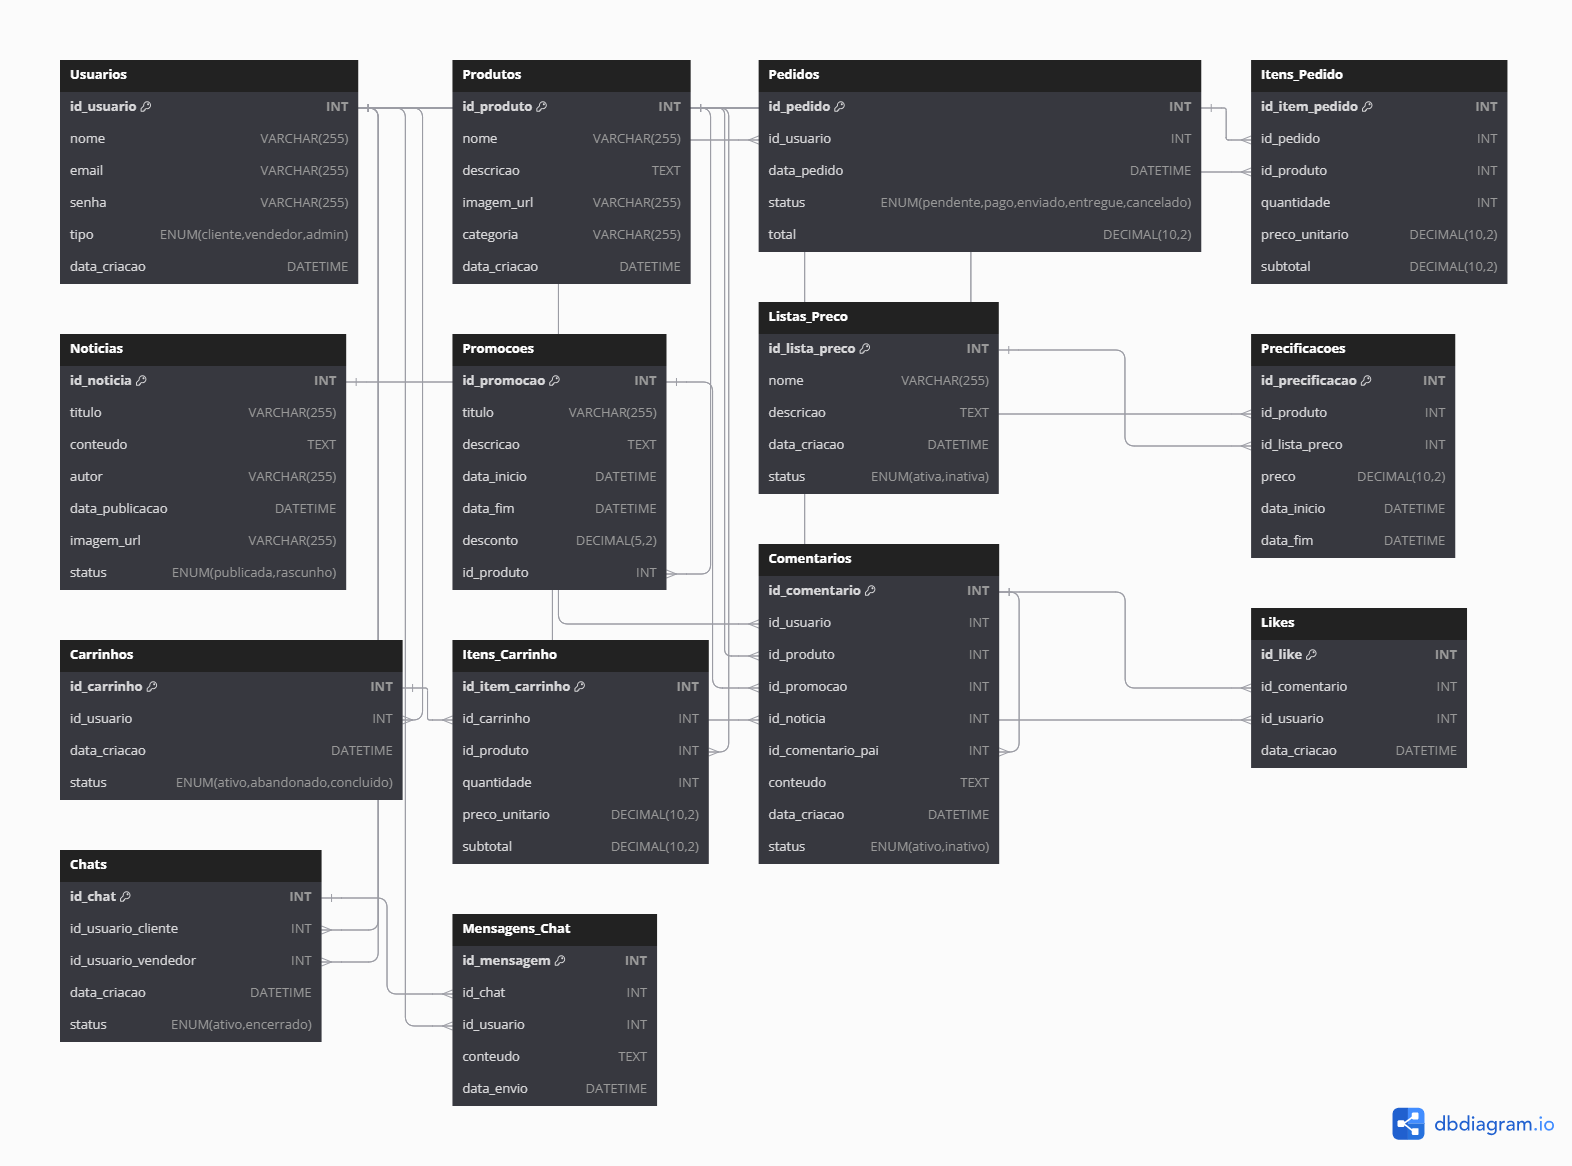 Usuarios
id_usuario INT
nome VARCHAR(255)
email VARCHAR(255)
senha VARCHAR(255)
tipo ENUM(cliente,vendedor,admin)
data_criacao DATETIME
Produtos
id_produto INT
nome VARCHAR(255)
descricao TEXT
imagem_url VARCHAR(255)
categoria VARCHAR(255)
data_criacao DATETIME
Pedidos
id_pedido INT
id_usuario INT
data_pedido DATETIME
status ENUM(pendente,pago,enviado,entregue,cancelado)
total DECIMAL(10,2)
Itens_Pedido
id_item_pedido INT
id_pedido INT
id_produto INT
quantidade INT
preco_unitario DECIMAL(10,2)
subtotal DECIMAL(10,2)
Noticias
id_noticia INT
titulo VARCHAR(255)
conteudo TEXT
autor VARCHAR(255)
data_publicacao DATETIME
imagem_url VARCHAR(255)
status ENUM(publicada,rascunho)
Promocoes
id_promocao INT
titulo VARCHAR(255)
descricao TEXT
data_inicio DATETIME
data_fim DATETIME
desconto DECIMAL(5,2)
id_produto INT
Listas_Preco
id_lista_preco INT
nome VARCHAR(255)
descricao TEXT
data_criacao DATETIME
status ENUM(ativa,inativa)
Precificacoes
id_precificacao INT
id_produto INT
id_lista_preco INT
preco DECIMAL(10,2)
data_inicio DATETIME
data_fim DATETIME
Carrinhos
id_carrinho INT
id_usuario INT
data_criacao DATETIME
status ENUM(ativo,abandonado,concluido)
Itens_Carrinho
id_item_carrinho INT
id_carrinho INT
id_produto INT
quantidade INT
preco_unitario DECIMAL(10,2)
subtotal DECIMAL(10,2)
Comentarios
id_comentario INT
id_usuario INT
id_produto INT
id_promocao INT
id_noticia INT
id_comentario_pai INT
conteudo TEXT
data_criacao DATETIME
status ENUM(ativo,inativo)
Likes
id_like INT
id_comentario INT
id_usuario INT
data_criacao DATETIME
Chats
id_chat INT
id_usuario_cliente INT
id_usuario_vendedor INT
data_criacao DATETIME
status ENUM(ativo,encerrado)
Mensagens_Chat
id_mensagem INT
id_chat INT
id_usuario INT
conteudo TEXT
data_envio DATETIME
dbdiagram.io